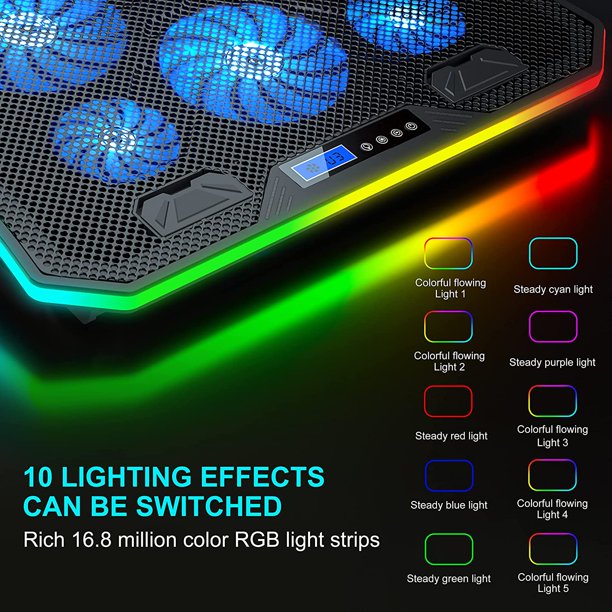 03
Colorful flowing
Light 1
Steady cyan light
Colorful flowing
Light 2
Steady purple light
Steady red light
Colorful flowing
Light 3
Steady blue light
Colorful flowing
Light 4
Steady green light
Colorful flowing
Light 5
10 LIGHTING EFFECTS
CAN BE SWITCHED
Rich 16.8 million color RGB light strips